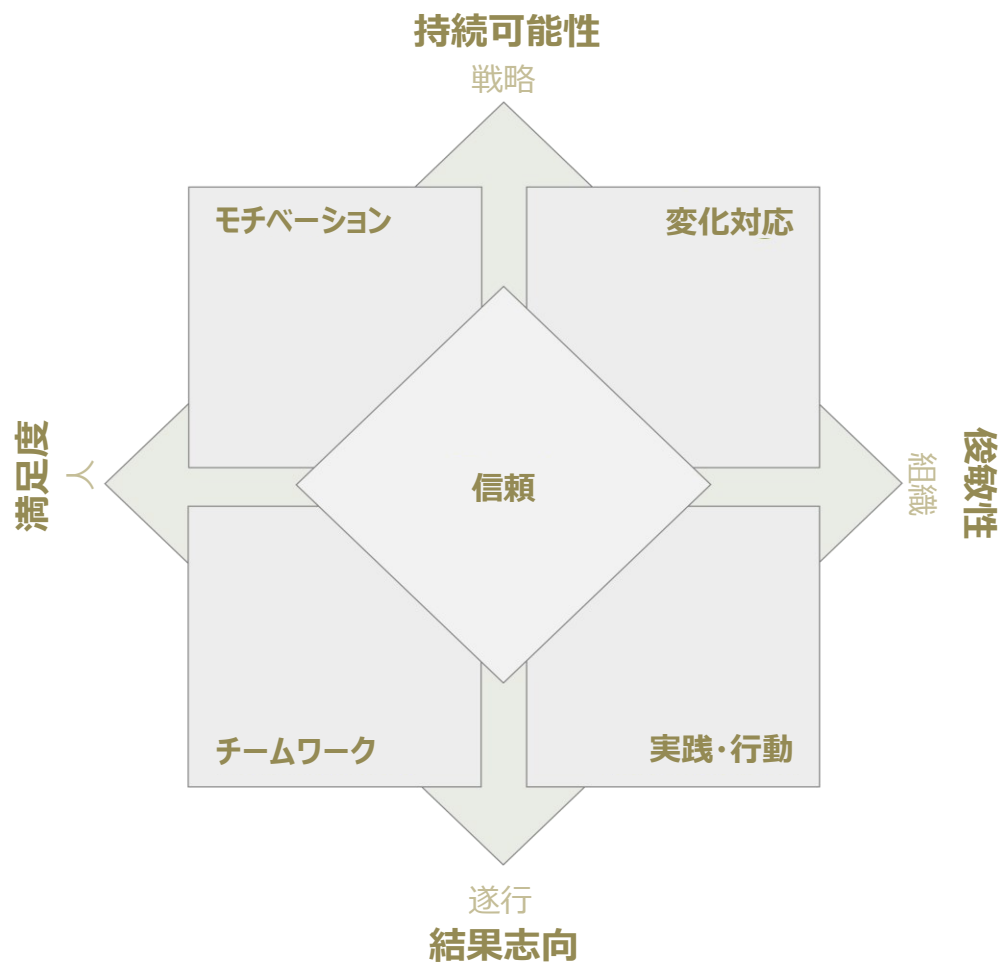 持続可能性
戦略
モチベーション
変化対応
満足度
人
信頼
組織
俊敏性
チームワーク
実践・行動
遂行
結果志向